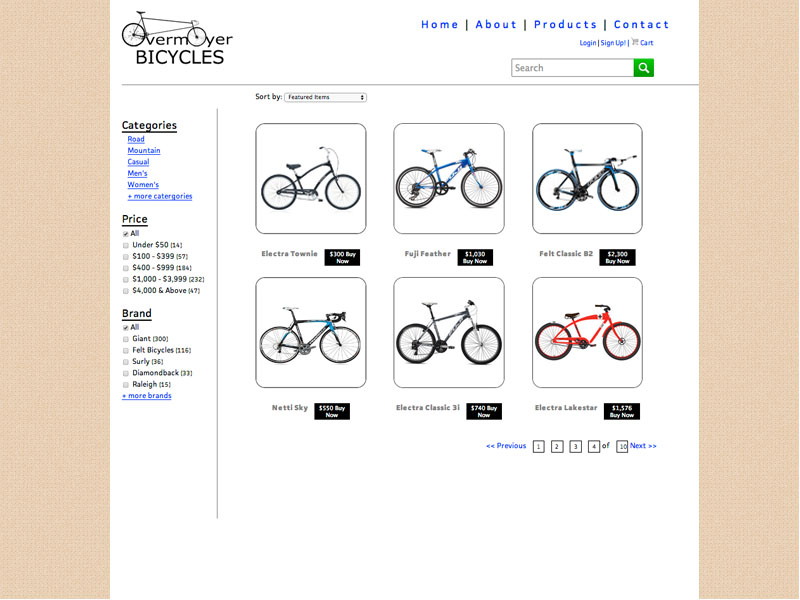 Overmoyer
BICYCLES
Home | About | Products | Contact
Login | Sign Up! | Cart
Search
Sort by: Featured Items
Categories
Road
Mountain
Casual
Men's
Women's
+ more catergories
Price
All
Under $50 (14)
$100 - $399 (57)
$400 - $999 (184)
$1,000 - $3,999 (232)
$4,000 & Above (47)
Brand
All
Giant (300)
Felt Bicycles (116)
Surly (36)
Diamondback (33)
Raleigh (15)
+ more brands
Electra Townie $300 Buy
Now
Fuji Feather $1,030
Buy Now
Felt Classic B2 $2,300
Buy Now
Netti Sky $550 Buy
Now
Electra Classic 3i $740 Buy
Now
Electra Lakestar $1,576
Buy Now
<< Previous 1 2 3 4 of 10 Next >>